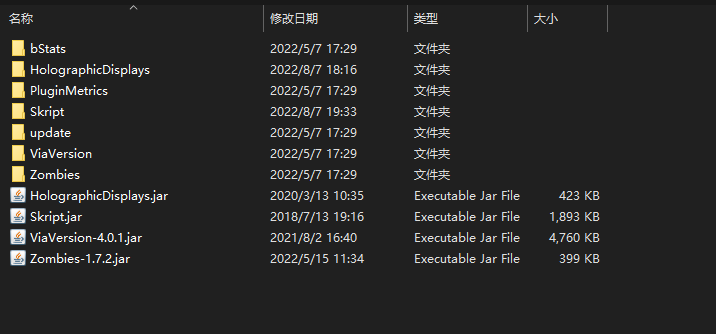 名称 修改日期 类型 大小
bStats 2022/5/7 17:29 文件夹
HolographicDisplays 2022/8/7 18:16 文件夹
PluginMetrics 2022/5/7 17:29 文件夹
Skript 2022/8/7 19:33 文件夹
update 2022/5/7 17:29 文件夹
ViaVersion 2022/5/7 17:29 文件夹
Zombies 2022/5/7 17:29 文件夹
HolographicDisplays.jar 2020/3/13 10:35 Executable Jar File 423 KB
Skript.jar 2018/7/13 19:16 Executable Jar File 1,893 KB
ViaVersion-4.0.1.jar 2021/8/2 16:40 Executable Jar File 4,760 KB
Zombies-1.7.2.jar 2022/5/15 11:34 Executable Jar File 399 KB